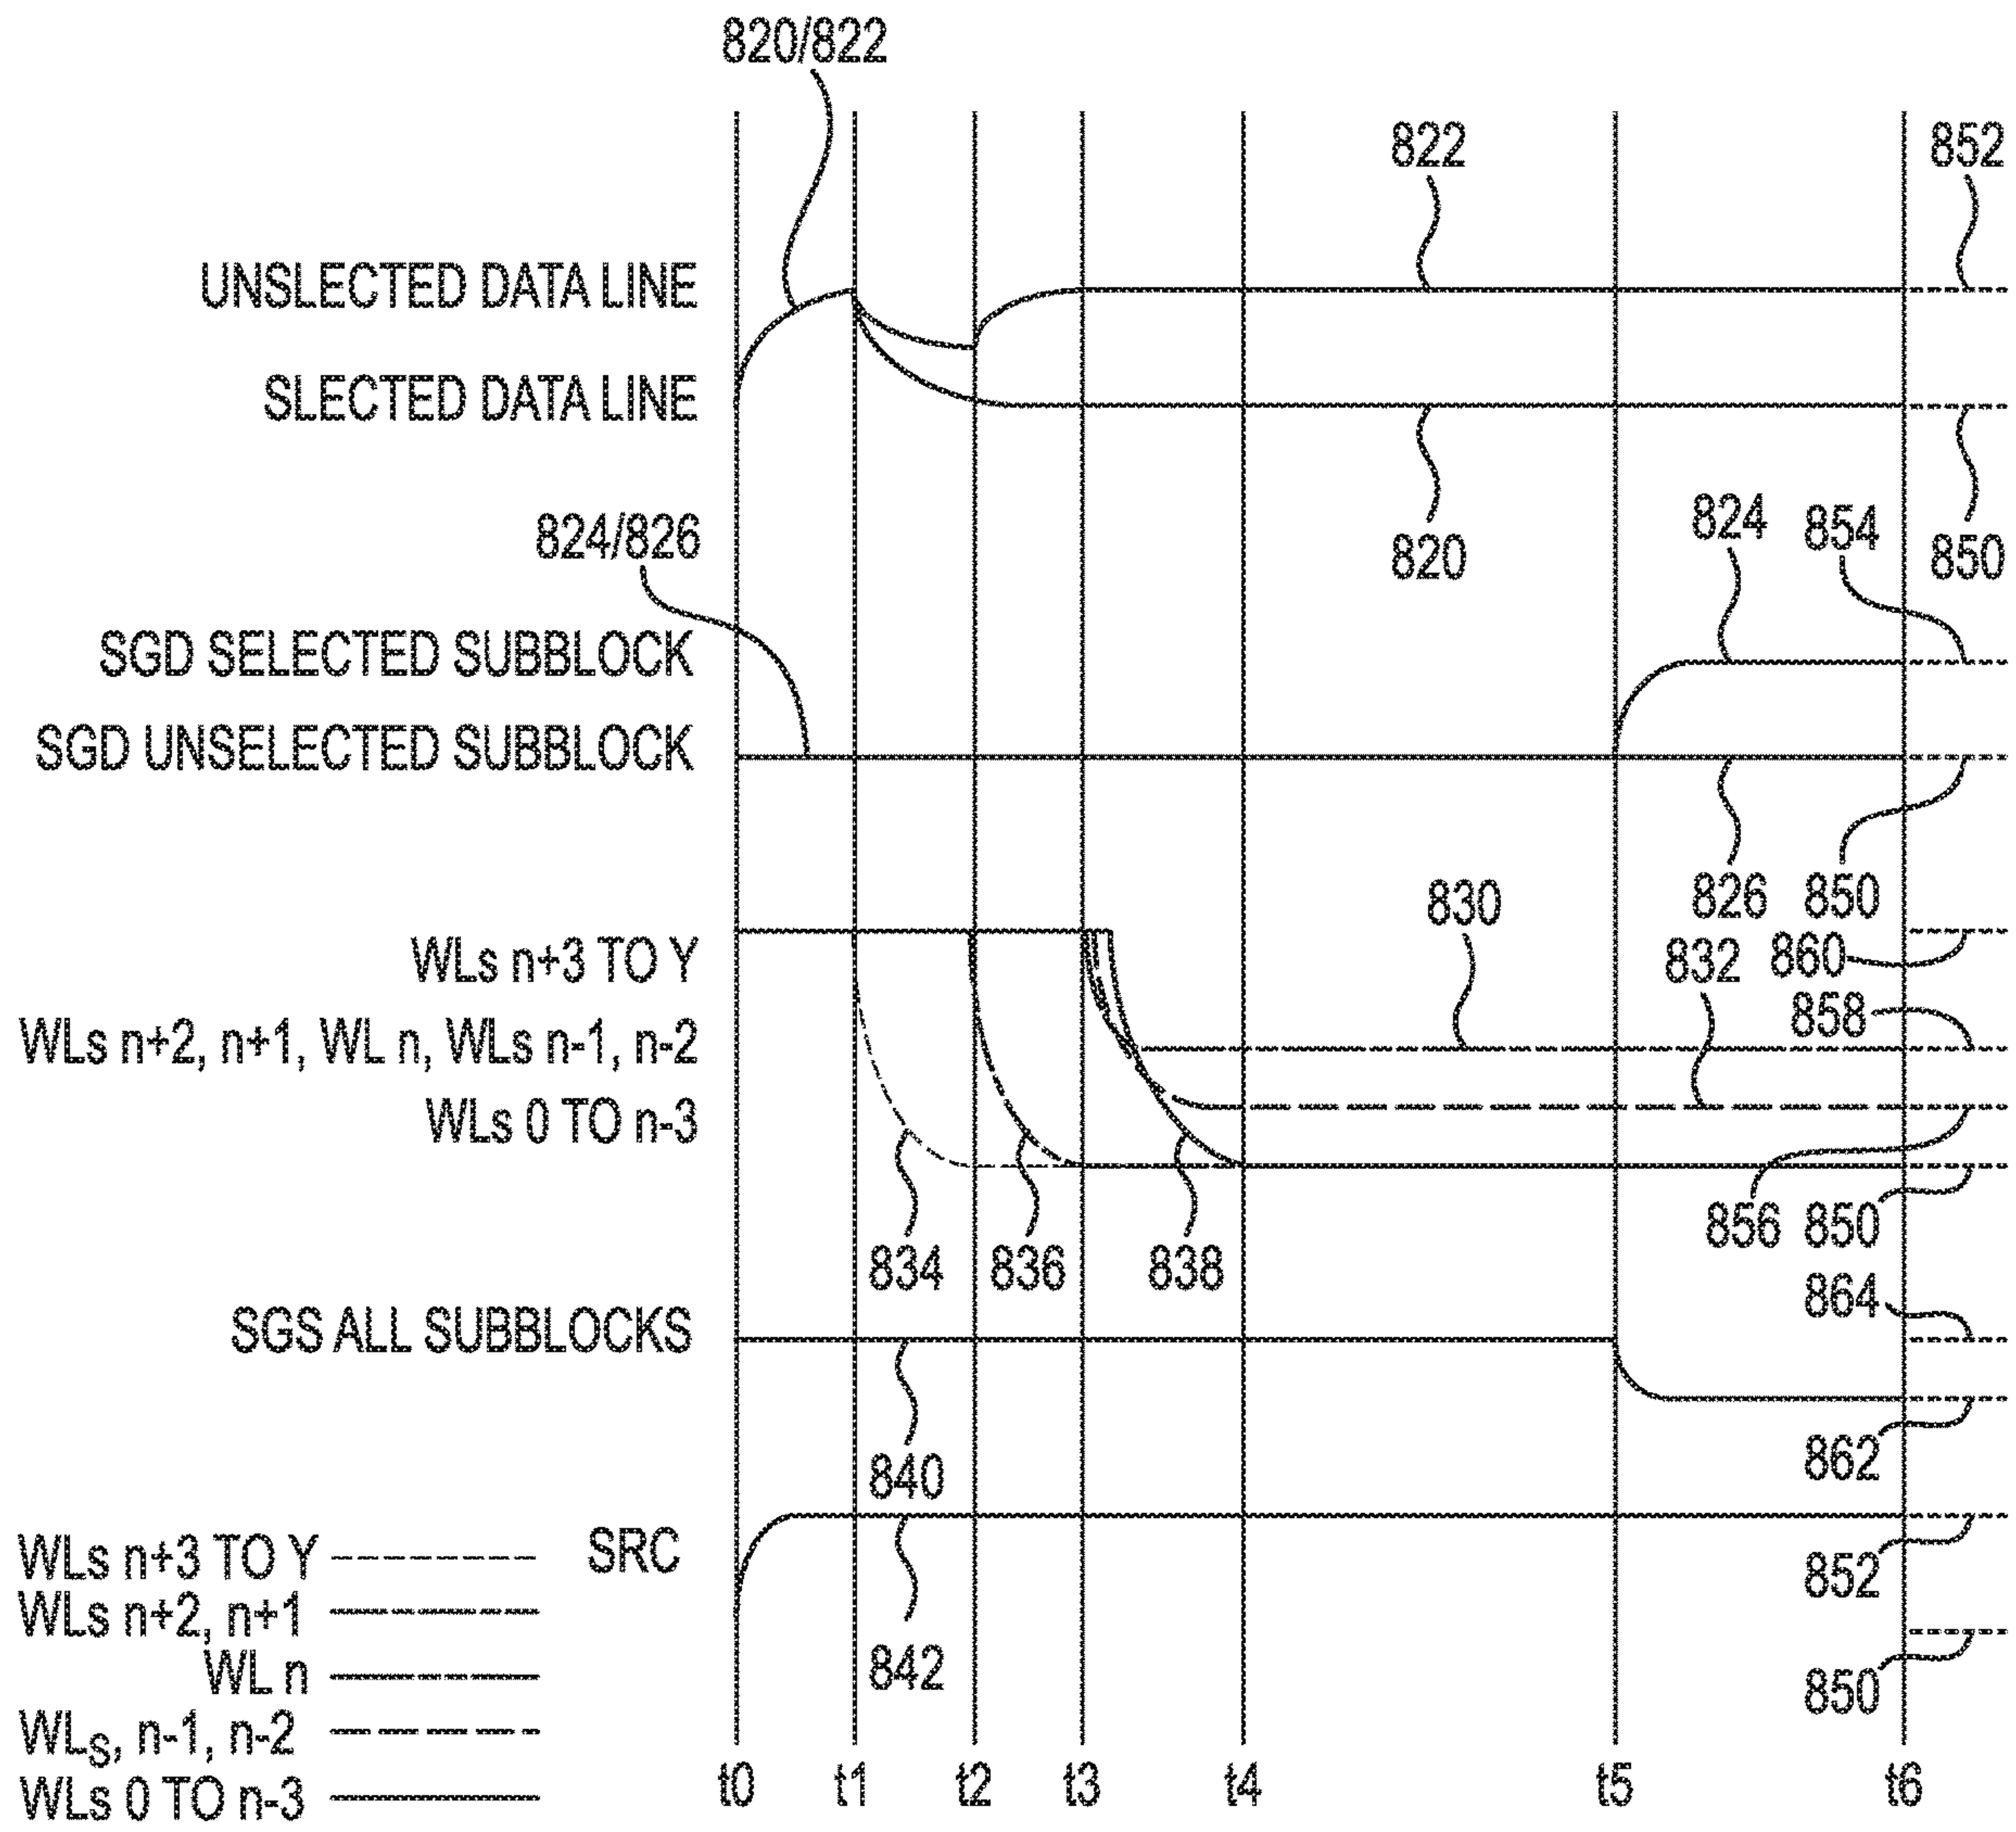 820/822
822
852
UNSLECTED DATA LINE
SLECTED DATA LINE
824
854
824/826
820
850
SGD SELECTED SUBBLOCK
SGD UNSELECTED SUBBLOCK
826
850
830
WLs n+3 TO Y
832
860
858
WLs n+2, n+1, WL n, WLs n-1, n-2
WLs 0 TO n-3
856
850
834
836
838
864
SGS ALL SUBBLOCKS
862
840
SRC
852
842
850
WLs n+3 TO Y
WLs n+2, n+1
WL n
WLS, n-1, n-2
WLs 0 TO n-3
t0
t1
t2
t3
t4
t5
t6